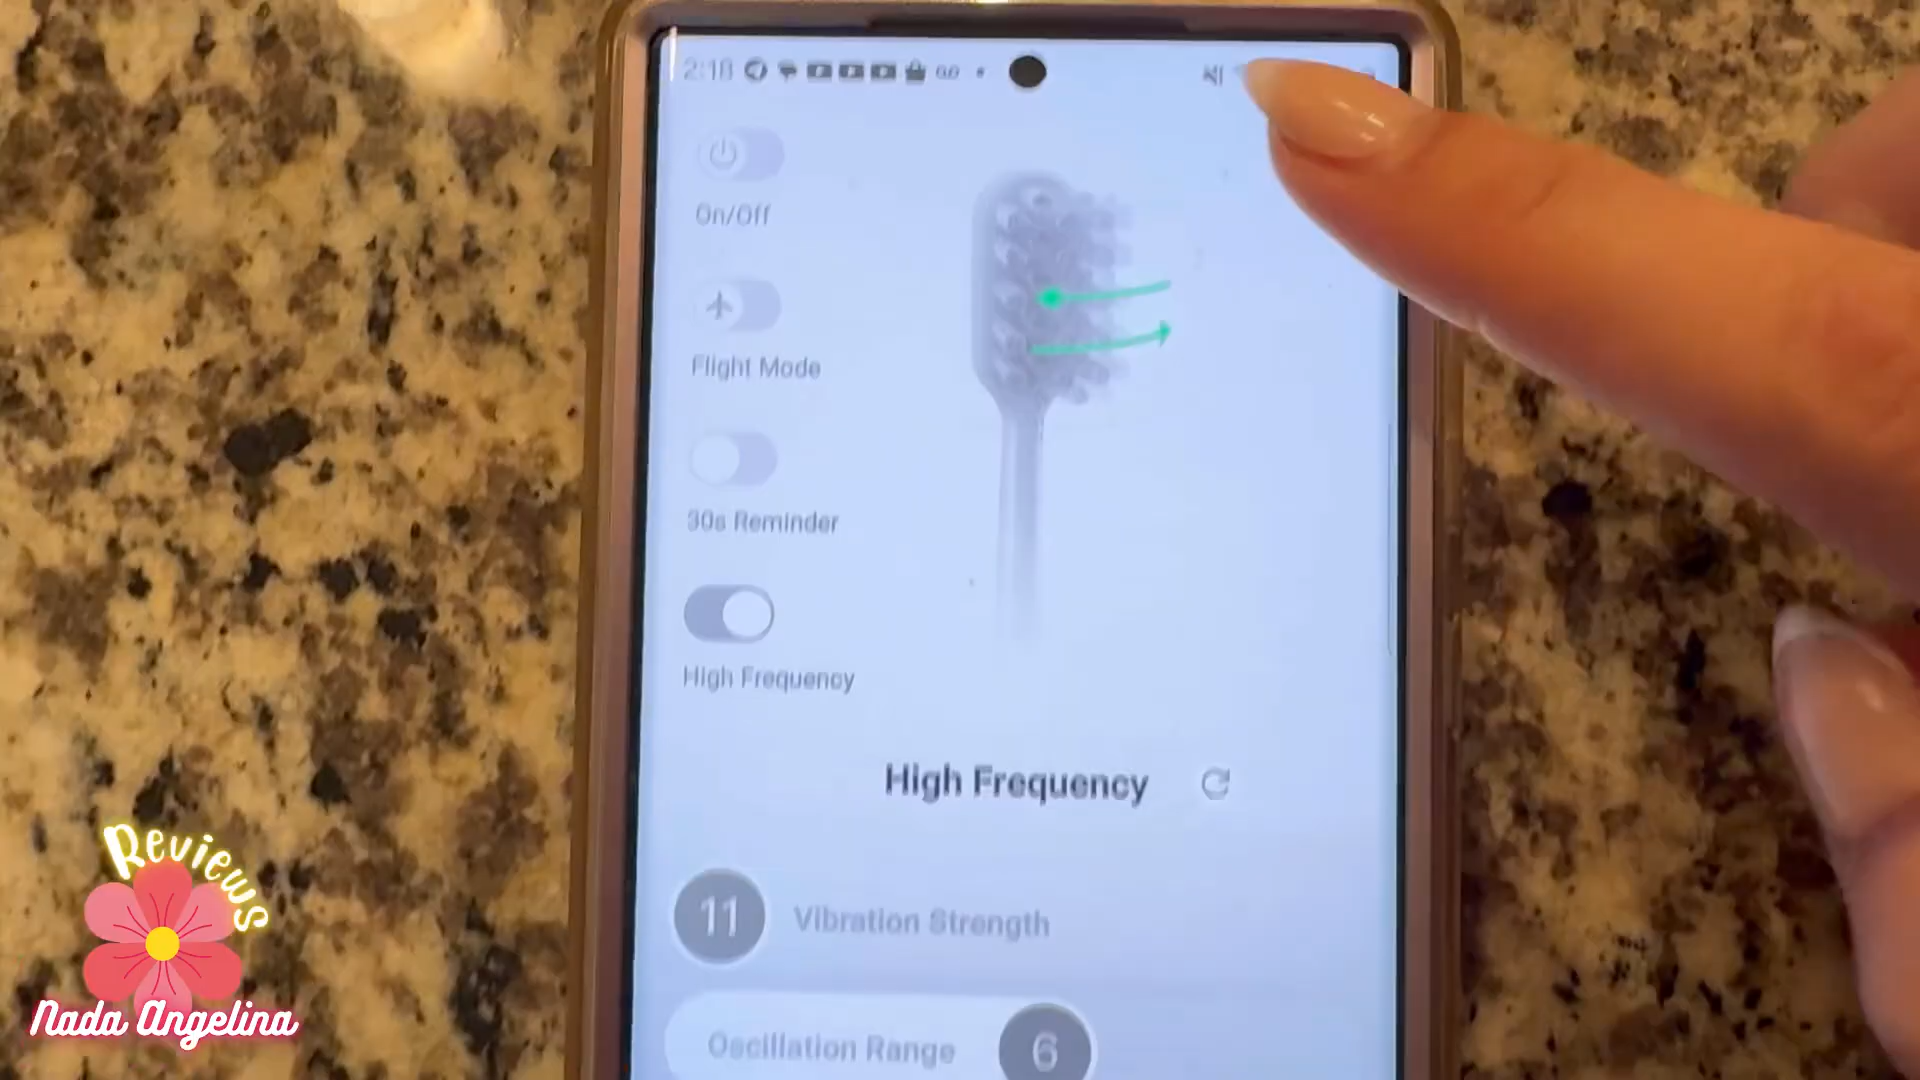 2:18
On/Off
Flight Mode
30s Reminder
High Frequency
High Frequency
11 Vibration Strength
Oscillation Range 6
Reviews
Nada Angelina